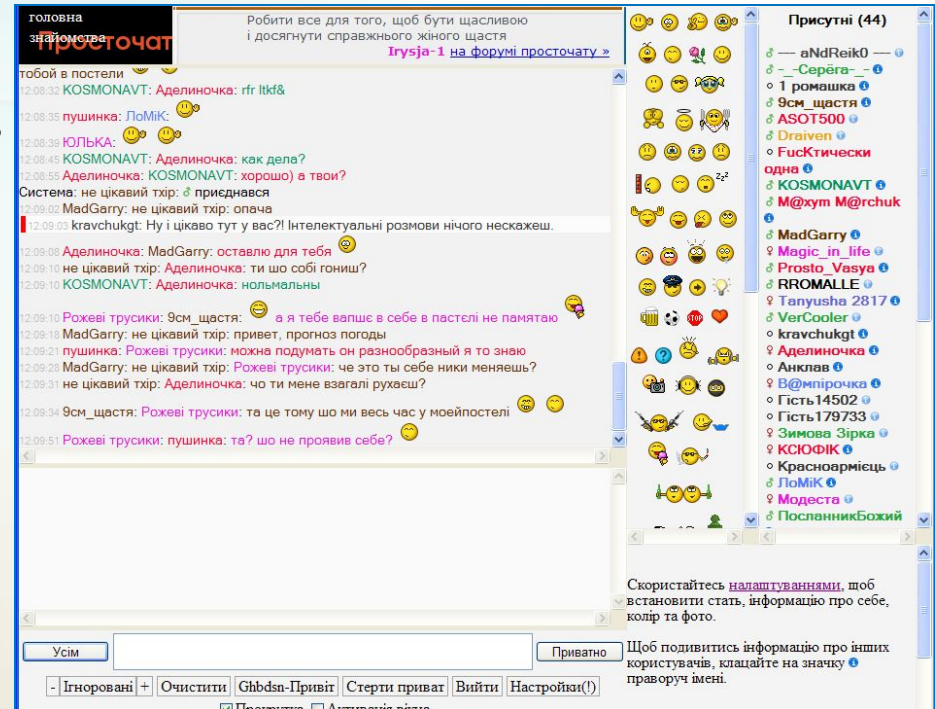 головна
знайомства
Просточат
Робити все для того, щоб бути щасливою
і досягнути справжнього жіного щастя
Irysja-1 на форумі просточату »
тобой в постели
12:08:32 KOSMONAVT: Аделиночка: rfr ltkf&
12:08:35 пушинка: ЛоМіК:
12:08:39 ЮЛЬКА:
12:08:45 KOSMONAVT: Аделиночка: как дела?
12:08:55 Аделиночка: KOSMONAVT: хорошо) а твои?
Система: не цікавий тхір: ♂ приєднався
12:09:02 MadGarry: не цікавий тхір: опача
12:09:03 kravchukgt: Ну і цікаво тут у вас?! Інтелектуальні розмови нічого нескажеш.
12:09:08 Аделиночка: MadGarry: оставлю для тебя
12:09:10 не цікавий тхір: Аделиночка: ти шо собі гониш?
12:09:10 KOSMONAVT: Аделиночка: нольмальны
12:09:10 Рожеві трусики: 9см_щастя: а я тебе вапшє в себе в пастєлі не памятаю
12:09:18 MadGarry: не цікавий тхір: привет, прогноз погоды
12:09:21 пушинка: Рожеві трусики: можна подумать он разнообразный я то знаю
12:09:28 MadGarry: не цікавий тхір: Рожеві трусики: че это ты себе ники меняешь?
12:09:31 не цікавий тхір: Аделиночка: чо ти мене взагалі рухаєш?
12:09:34 9см_щастя: Рожеві трусики: та це тому шо ми весь час у моейпостелі
12:09:51 Рожеві трусики: пушинка: та? шо не проявив себе?
Усім
Приватно
- Ігноровані + Очистити Ghbdsn-Привіт Стерти приват Вийти Настройки(!)
Прокрутка Активація вікна
Присутні (44)
♂ --- aNdReik0 ---
♂ -_-Серёга-_-
1 ромашка
♂ 9см_щастя
♂ ASOT500
♂ Draiven
FucKтически
одна
♂ KOSMONAVT
♂ M@xym M@rchuk
♂ MadGarry
♀ Magic_in_life
♂ Prosto_Vasya
♂ RROMALLE
♀ Tanyusha 2817
♂ VerCooler
kravchukgt
♀ Аделиночка
Анклав
♀ В@мпірочка
Гість14502
Гість179733
♀ Зимова Зірка
♀ КСЮФІК
Красноармієць
♂ ЛоМіК
♀ Модеста
♂ ПосланникБожий
Скористайтесь налаштуваннями, щоб
встановити стать, інформацію про себе,
колір та фото.
Щоб подивитись інформацію про інших
користувачів, клацайте на значку
праворуч імені.